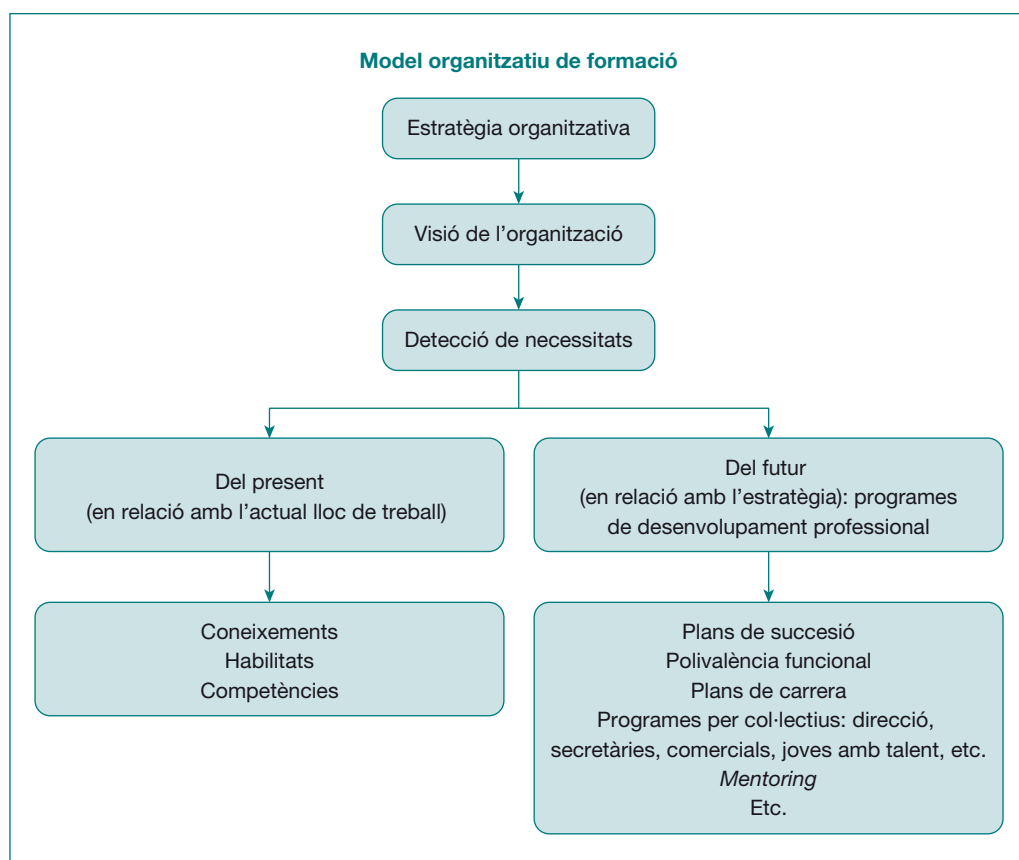 Model organitzatiu de formació
Estratègia organitzativa
Visió de l’organització
Detecció de necessitats
Del present
(en relació amb l’actual lloc de treball)
Del futur
(en relació amb l’estratègia): programes
de desenvolupament professional
Coneixements
Habilitats
Competències
Plans de succesió
Polivalència funcional
Plans de carrera
Programes per col·lectius: direcció,
secretàries, comercials, joves amb talent, etc.
Mentoring
Etc.